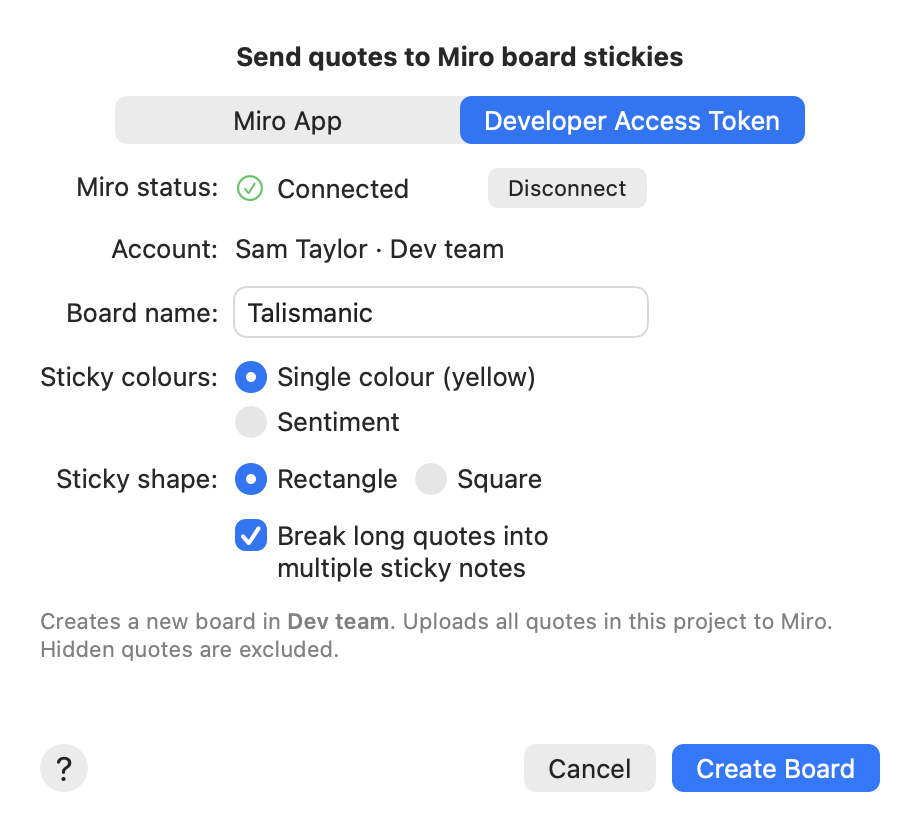 Send quotes to Miro board stickies
Miro App
Developer Access Token
Miro status: Connected
Disconnect
Account: Sam Taylor · Dev team
Board name: Talismanic
Sticky colours: Single colour (yellow)
Sentiment
Sticky shape: Rectangle Square
Break long quotes into
multiple sticky notes
Creates a new board in Dev team. Uploads all quotes in this project to Miro.
Hidden quotes are excluded.
?
Cancel
Create Board